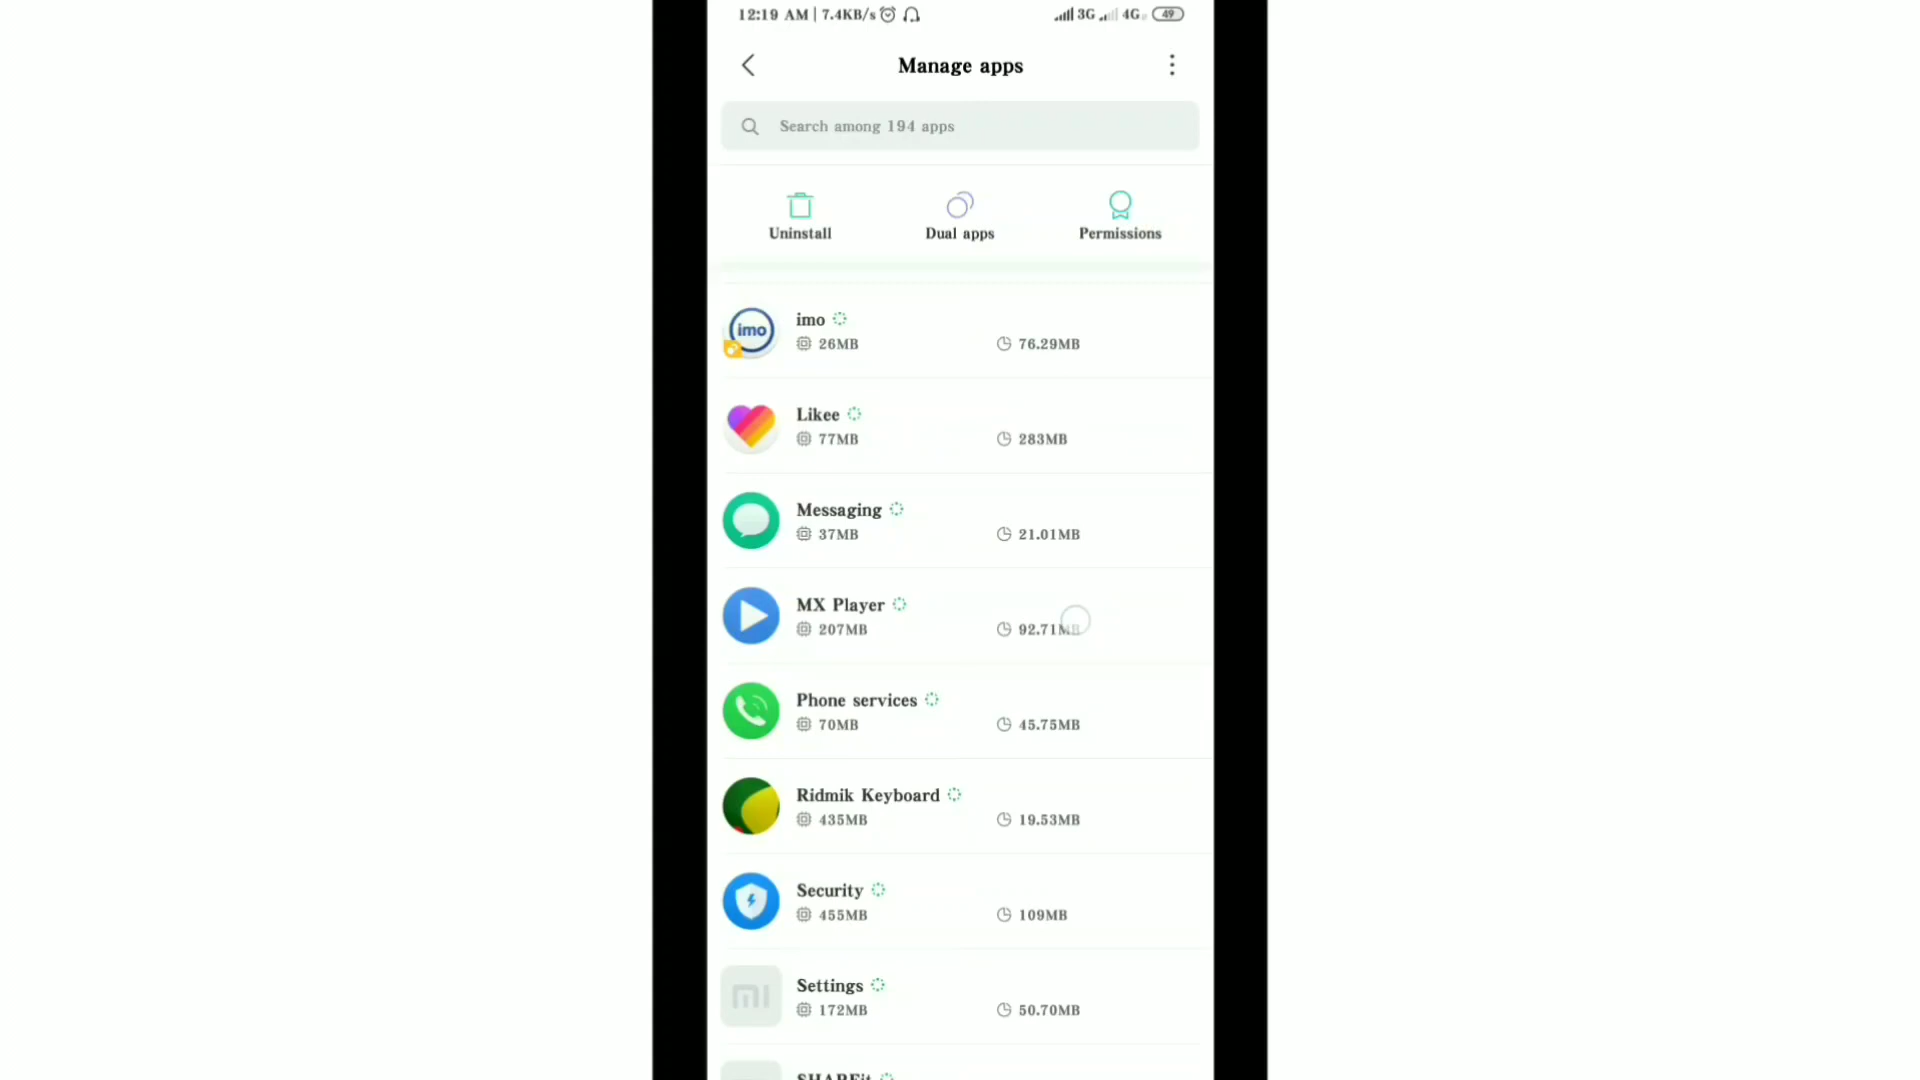 12:19 AM | 7.4KB/s 3G 4G 49
Manage apps
Search among 194 apps
Uninstall Dual apps Permissions
imo
imo
26MB 76.29MB
Likee
77MB 283MB
Messaging
37MB 21.01MB
MX Player
207MB 92.71MB
Phone services
70MB 45.75MB
Ridmik Keyboard
435MB 19.53MB
Security
455MB 109MB
mi
Settings
172MB 50.70MB
SHAREit